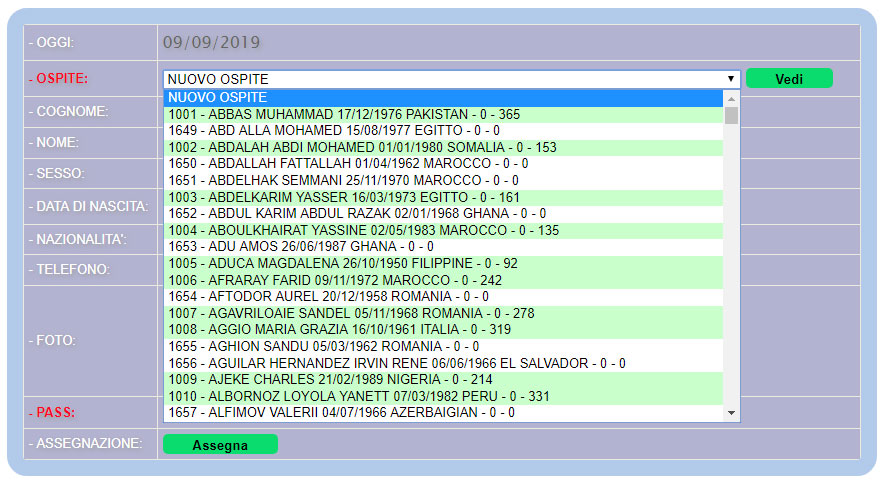 - OGGI: 09/09/2019
- OSPITE: NUOVO OSPITE Vedi
NUOVO OSPITE
- COGNOME: 1001 - ABBAS MUHAMMAD 17/12/1976 PAKISTAN - 0 - 365
1649 - ABD ALLA MOHAMED 15/08/1977 EGITTO - 0 - 0
- NOME: 1002 - ABDALAH ABDI MOHAMED 01/01/1980 SOMALIA - 0 - 153
1650 - ABDALLAH FATTALLAH 01/04/1962 MAROCCO - 0 - 0
- SESSO: 1651 - ABDELHAK SEMMANI 25/11/1970 MAROCCO - 0 - 0
1003 - ABDELKARIM YASSER 16/03/1973 EGITTO - 0 - 161
- DATA DI NASCITA: 1652 - ABDUL KARIM ABDUL RAZAK 02/01/1968 GHANA - 0 - 0
1004 - ABOULKHAIRAT YASSINE 02/05/1983 MAROCCO - 0 - 135
- NAZIONALITA': 1653 - ADU AMOS 26/06/1987 GHANA - 0 - 0
- TELEFONO: 1005 - ADUCA MAGDALENA 26/10/1950 FILIPPINE - 0 - 92
1006 - AFRARAY FARID 09/11/1972 MAROCCO - 0 - 242
1654 - AFTODOR AUREL 20/12/1958 ROMANIA - 0 - 0
1007 - AGAVRILOAIE SANDEL 05/11/1968 ROMANIA - 0 - 278
1008 - AGGIO MARIA GRAZIA 16/10/1961 ITALIA - 0 - 319
- FOTO: 1655 - AGHION SANDU 05/03/1962 ROMANIA - 0 - 0
1656 - AGUILAR HERNANDEZ IRVIN RENE 06/06/1966 EL SALVADOR - 0 - 0
1009 - AJEKE CHARLES 21/02/1989 NIGERIA - 0 - 214
1010 - ALBORNOZ LOYOLA YANETT 07/03/1982 PERU - 0 - 331
- PASS: 1657 - ALFIMOV VALERII 04/07/1966 AZERBAIGIAN - 0 - 0
- ASSEGNAZIONE: Assegna